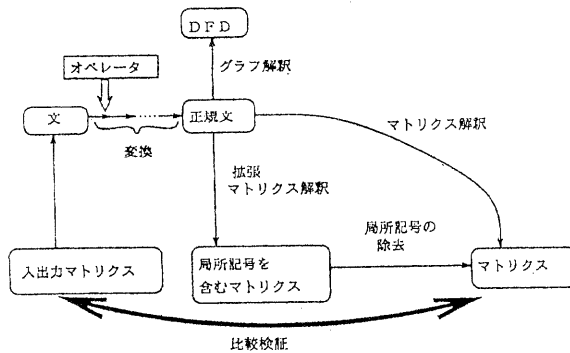 DFD
グラフ解釈
オペレータ
文
正規文
変換
マトリクス解釈
拡張
マトリクス解釈
局所記号の
除去
入出力マトリクス
局所記号を
含むマトリクス
マトリクス
比較検証